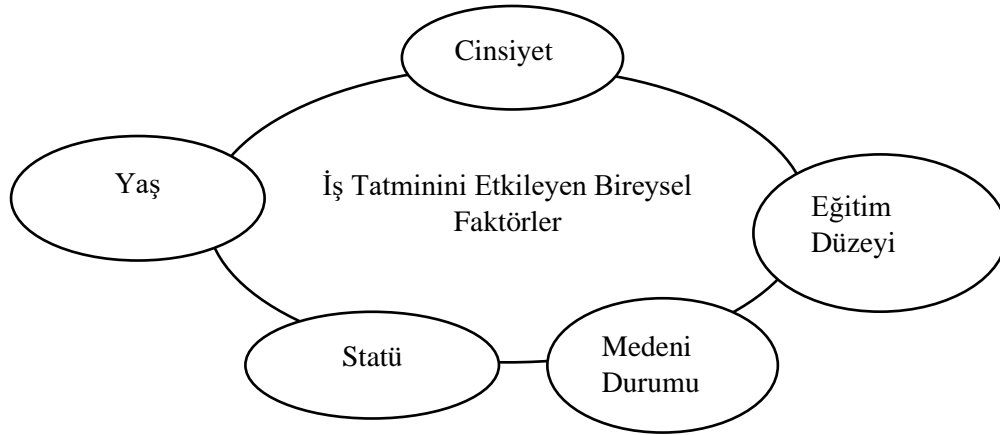 Cinsiyet
Yaş
İş Tatminini Etkileyen Bireysel
Faktörler
Eğitim
Düzeyi
Statü
Medeni
Durumu